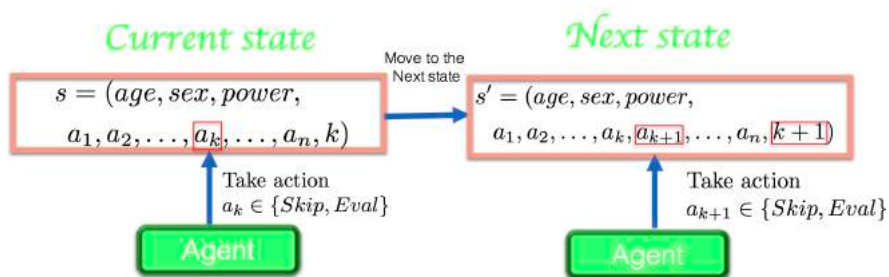 Current state
Next state
Move to the
Next state
s = (age, sex, power,
a₁, a₂, . . . , aₖ, . . . , aₙ, k)
s′ = (age, sex, power,
a₁, a₂, . . . , aₖ, aₖ₊₁, . . . , aₙ, k + 1)
Take action
aₖ ∈ {Skip, Eval}
Take action
aₖ₊₁ ∈ {Skip, Eval}
Agent
Agent